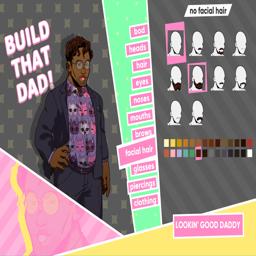 BUILD
THAT
DAD!
no facial hair
bod
heads
hair
eyes
noses
mouths
brows
facial hair
glasses
piercings
clothing
LOOKIN' GOOD DADDY